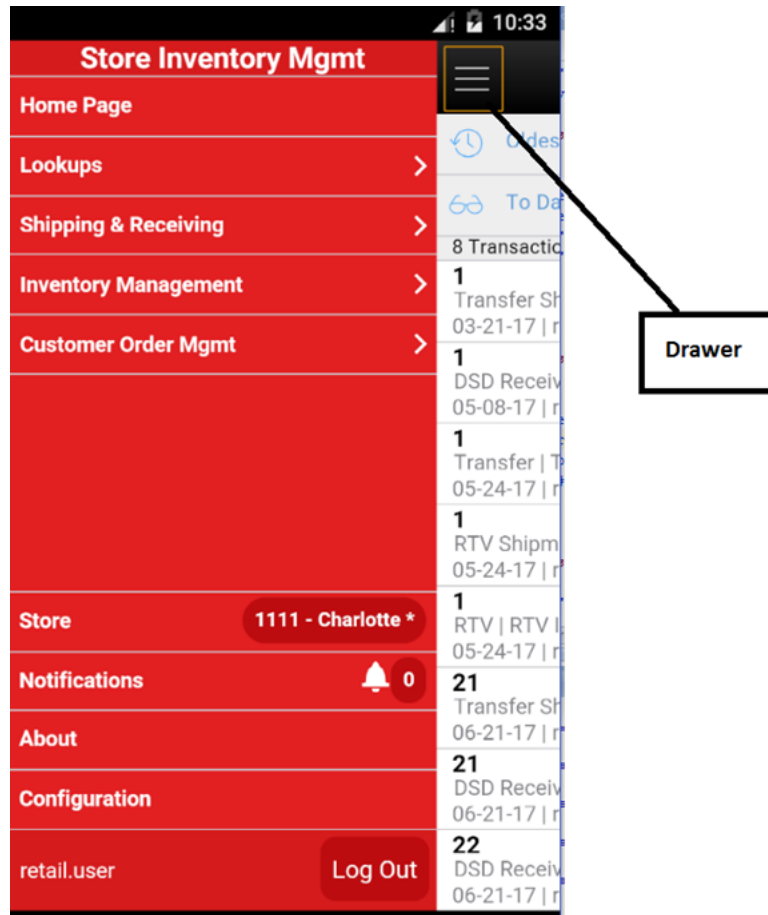 10:33
Store Inventory Mgmt
Home Page
Lookups
Shipping & Receiving
Inventory Management
Customer Order Mgmt
Store 1111 - Charlotte *
Notifications 0
About
Configuration
retail.user Log Out
Oldes
To Da
8 Transactio
1
Transfer Sh
03-21-17 | r
1
DSD Receiv
05-08-17 | r
1
Transfer | T
05-24-17 | r
1
RTV Shipm
05-24-17 | r
1
RTV | RTV I
05-24-17 | r
21
Transfer Sh
06-21-17 | r
21
DSD Receiv
06-21-17 | r
22
DSD Receiv
06-21-17 | r
Drawer